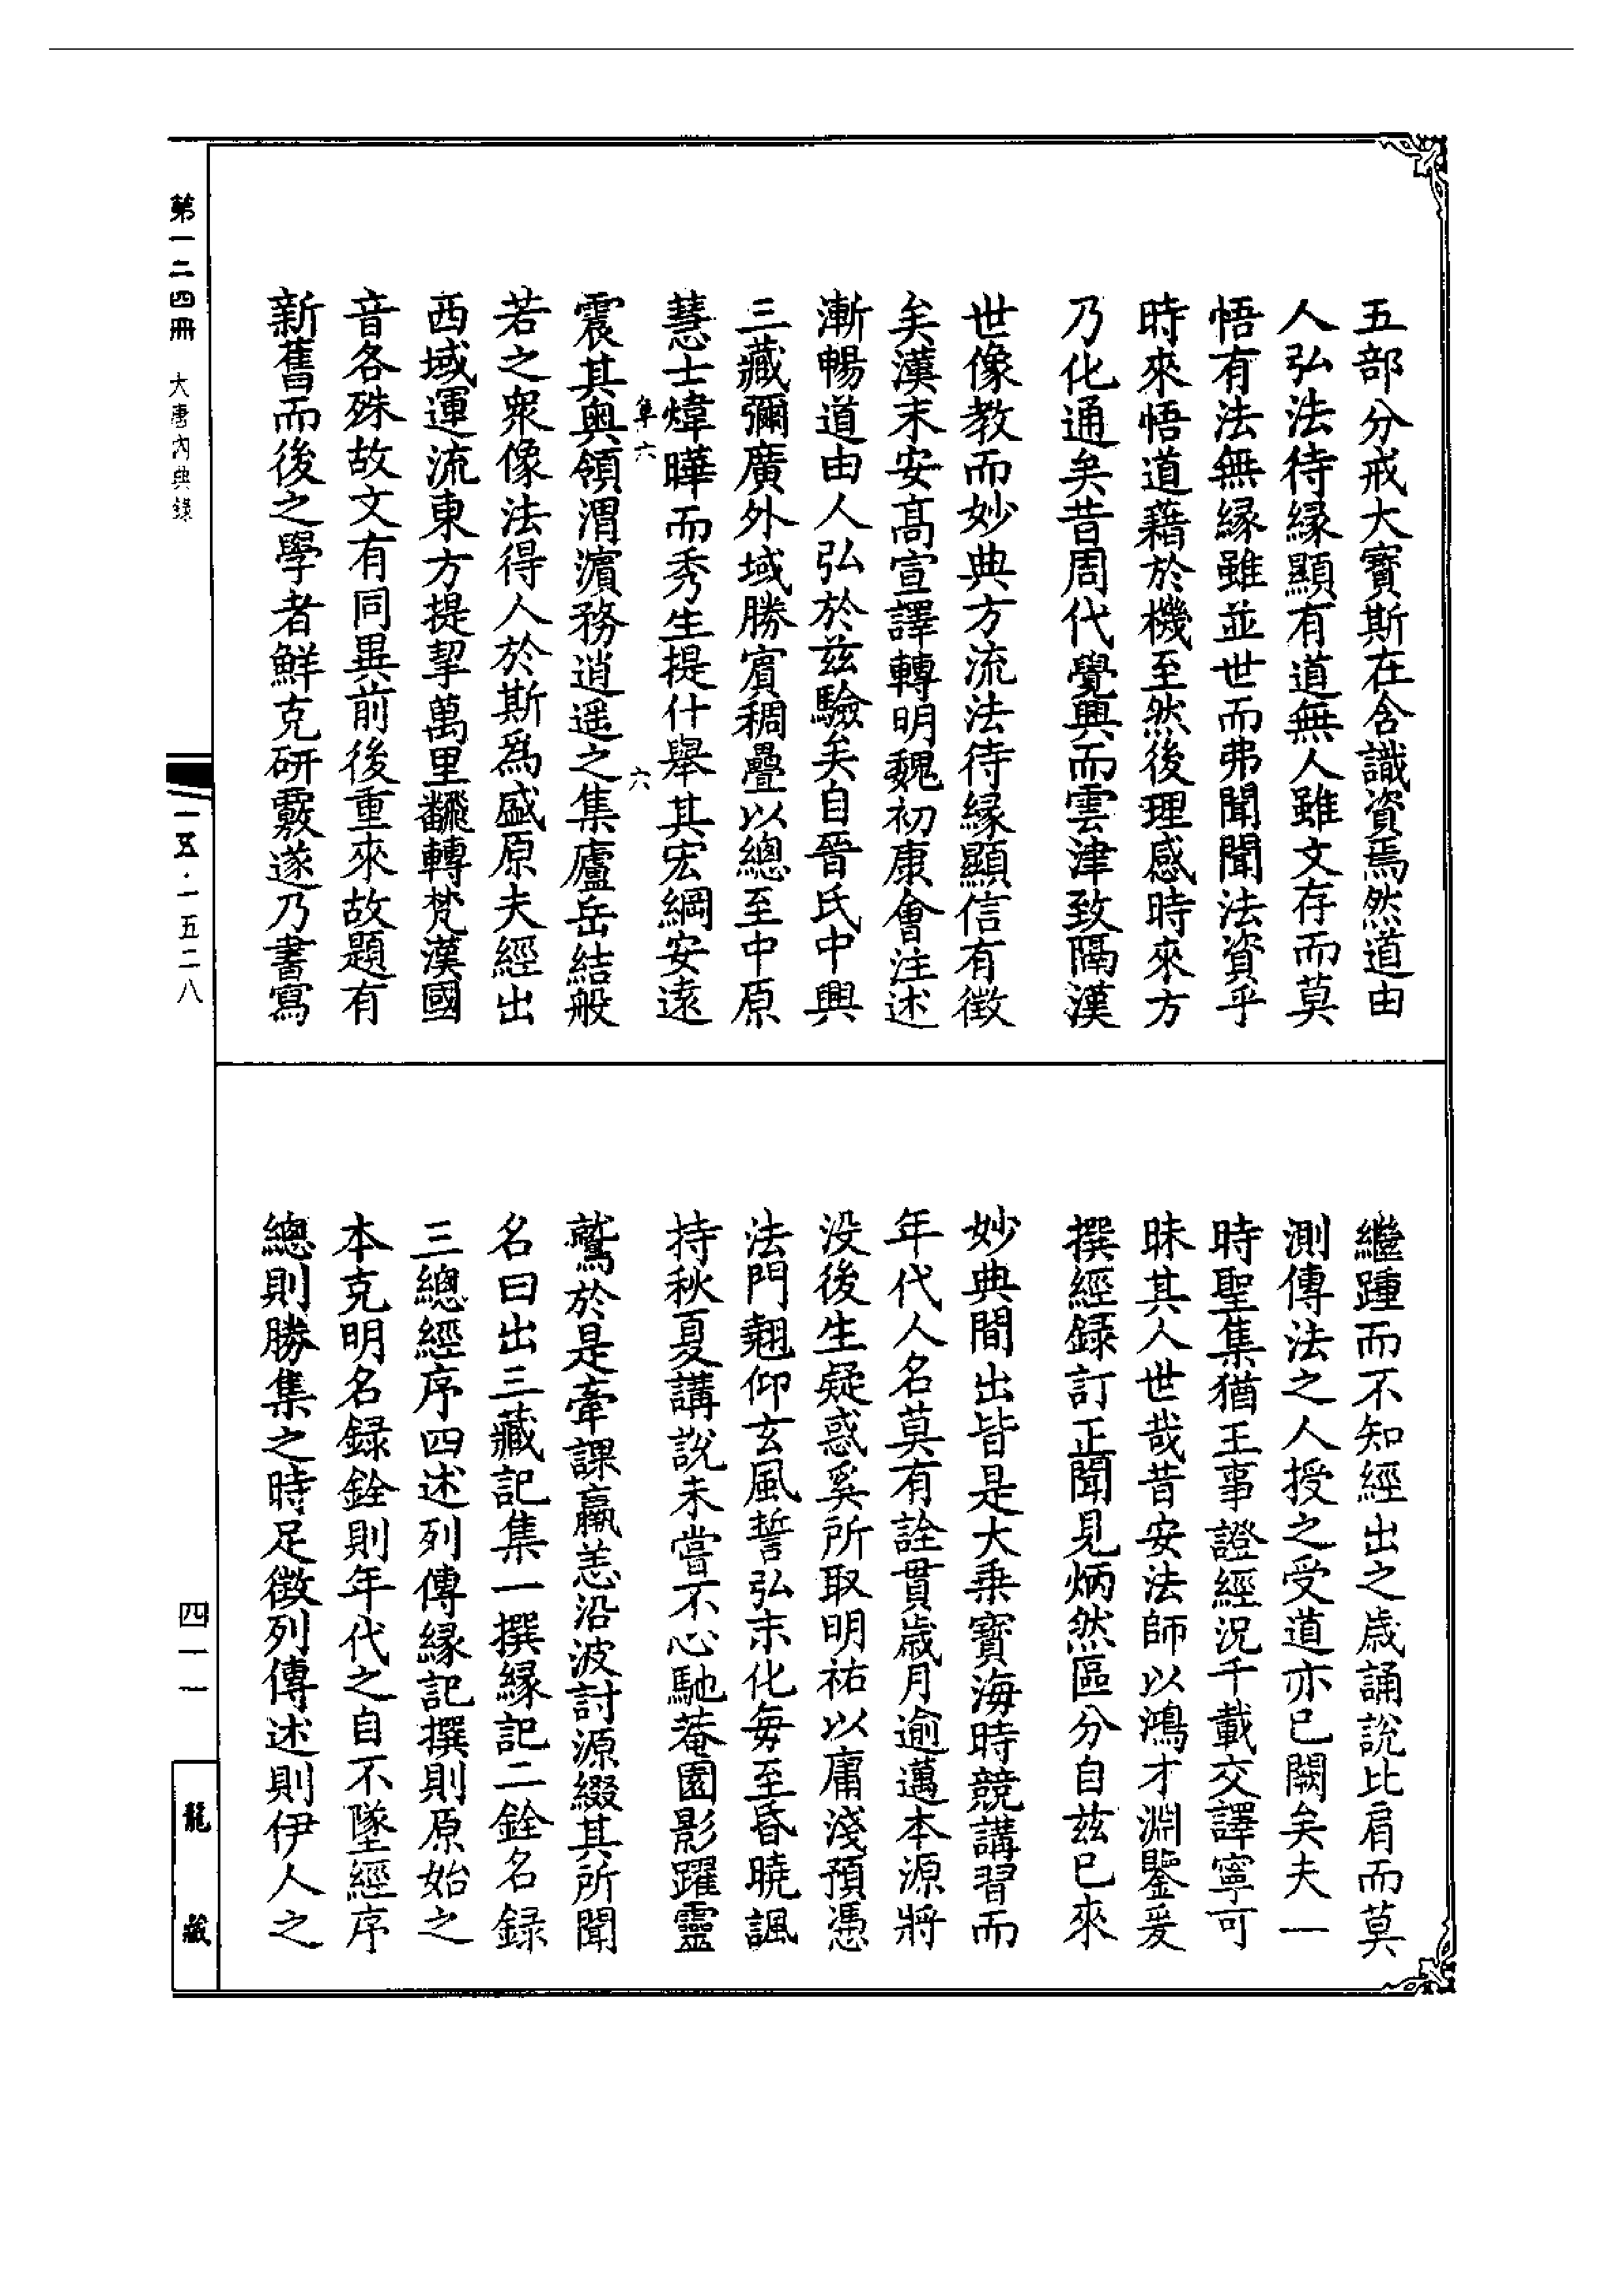 五部分戒大寳斯在含識資焉然道由
人弘法待縁顯有道無人雖文存而莫
悟有法無縁雖並世而弗聞聞法資乎
時來悟道藉於機至然後理感時來方
乃化通矣昔周代覺興而雲津致隔漢
世像教而妙典方流法待縁顯信有徴
矣漢末安髙宣譯轉明魏初康會注述
漸暢道由人弘於兹驗矣自晉氏中興
三藏彌廣外域勝賓稠疊以總至中原
慧士煒曄而秀生提什舉其宏綱安遠
六
震其奥領渭濵務逍遥之集廬岳結般
若之衆像法得人於斯爲盛原夫經出
西域運流東方提挈萬里飜轉梵漢國
音各殊故文有同異前後重來故題有
新舊而後之學者鮮克研覈遂乃書寫
繼踵而不知經出之歳誦說比肩而莫
測傳法之人授之受道亦已闕矣夫一
時聖集猶王事證經況千載交譯寧可
昧其人世哉昔安法師以鴻才淵鑒爰
撰經録訂正聞見炳然區分自兹已來
妙典間出皆是大乗寳海時競講習而
年代人名莫有詮貫歳月逾邁本源將
没後生疑惑奚所取明祐以庸淺預憑
法門翹仰玄風誓弘末化毎至昏曉諷
持秋夏講說未嘗不心馳菴園影躍靈
鷲於是牽課羸恙沿波討源綴其所聞
名曰出三藏記集一撰縁記二銓名録
三總經序四述列傳縁記撰則原始之
本克明名録銓則年代之自不墜經序
總則勝集之時足徴列傳述則伊人之
第一二四冊 大唐內典錄
一五·一五二八
四一一
龍藏